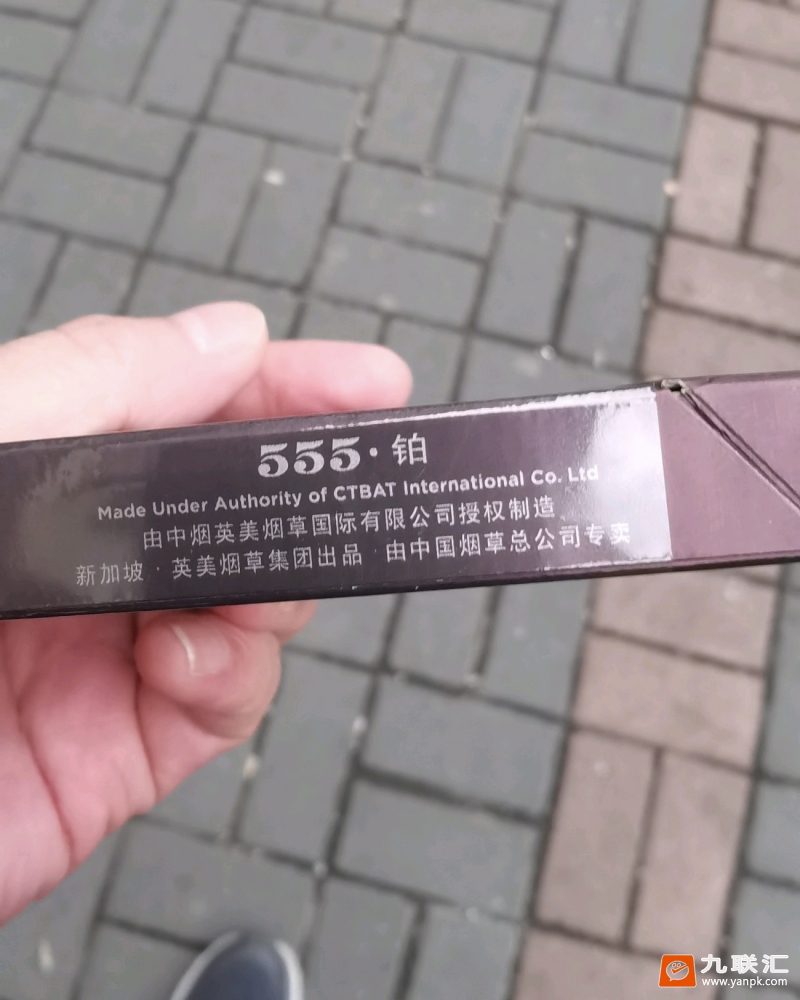 555·铂
Made Under Authority of CTBAT International Co. Ltd
由中烟英美烟草国际有限公司授权制造
新加坡·英美烟草集团出品 由中国烟草总公司专卖
九联汇
www.yanpk.com